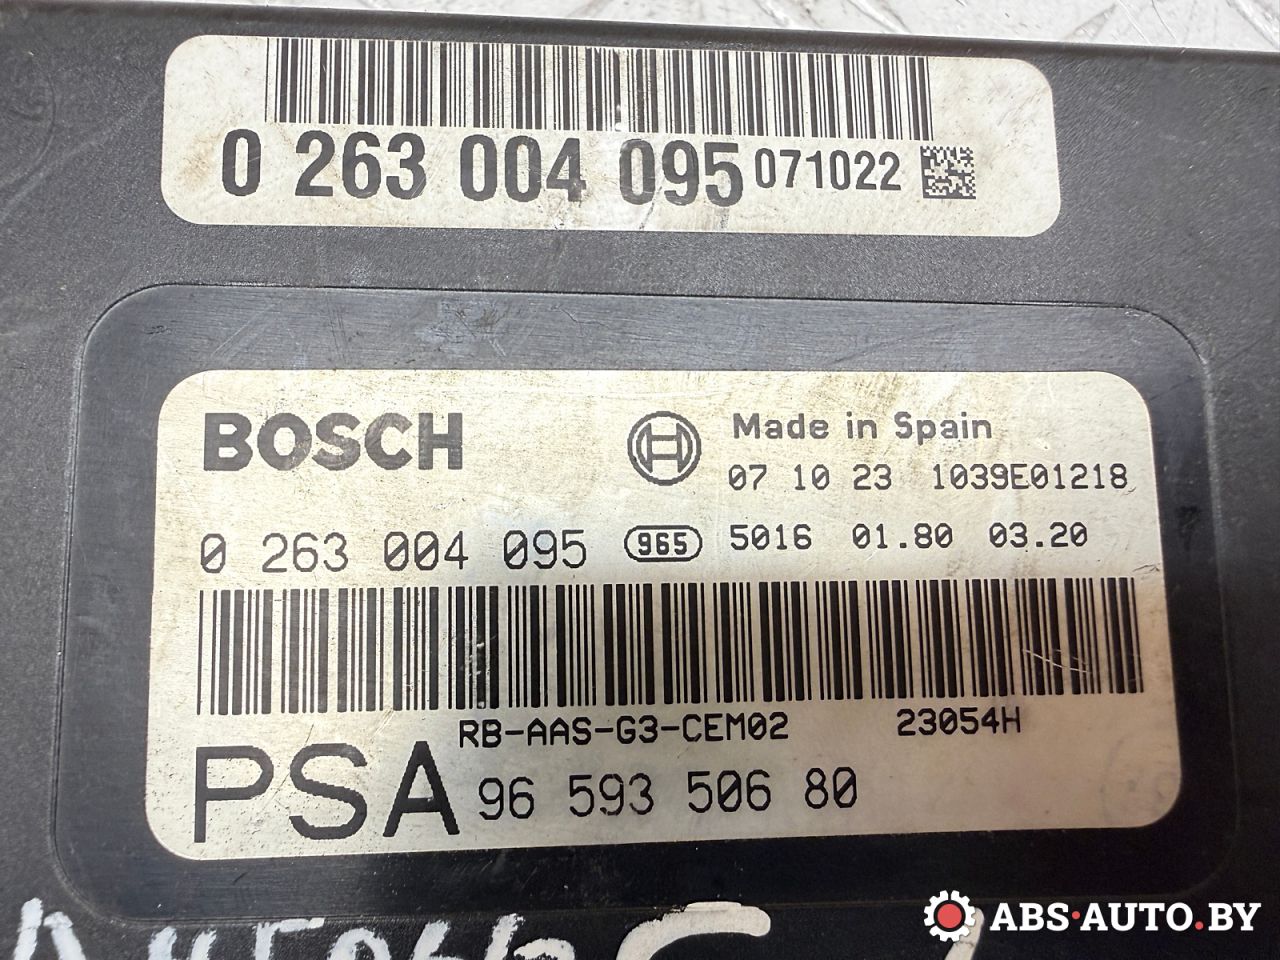 0 263 004 095 071022
BOSCH
Made in Spain
07 10 23 1039E01218
0 263 004 095 965 5016 01.80 03.20
RB-AAS-G3-CEM02 23054H
PSA 96 593 506 80
ABS-AUTO.BY